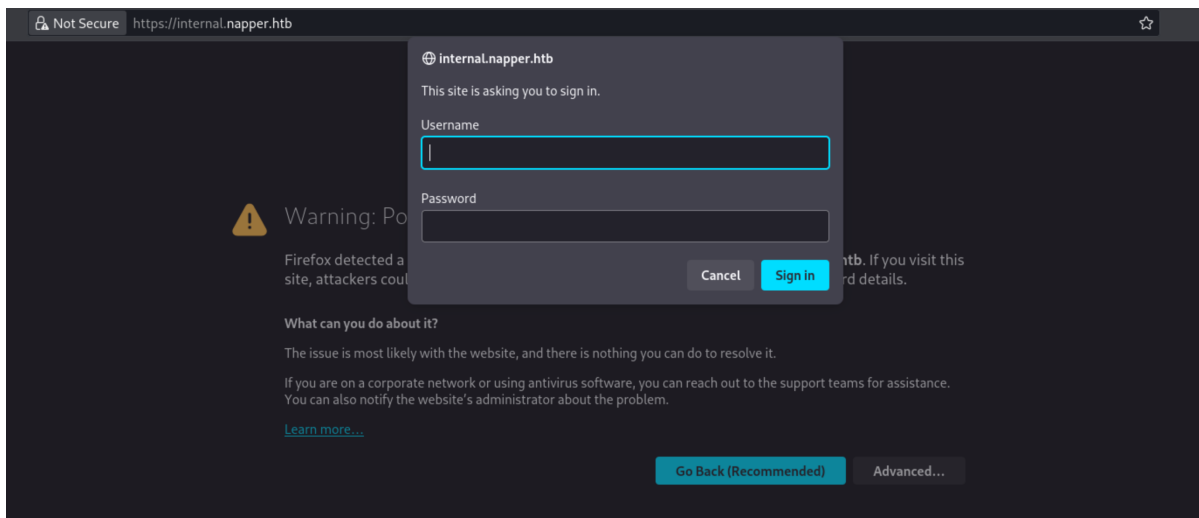 Not Secure https://internal.napper.htb
internal.napper.htb
This site is asking you to sign in.
Username
Password
Cancel Sign in
Warning: Po
Firefox detected a htb. If you visit this
site, attackers coul rd details.
What can you do about it?
The issue is most likely with the website, and there is nothing you can do to resolve it.
If you are on a corporate network or using antivirus software, you can reach out to the support teams for assistance.
You can also notify the website's administrator about the problem.
Learn more…
Go Back (Recommended) Advanced…